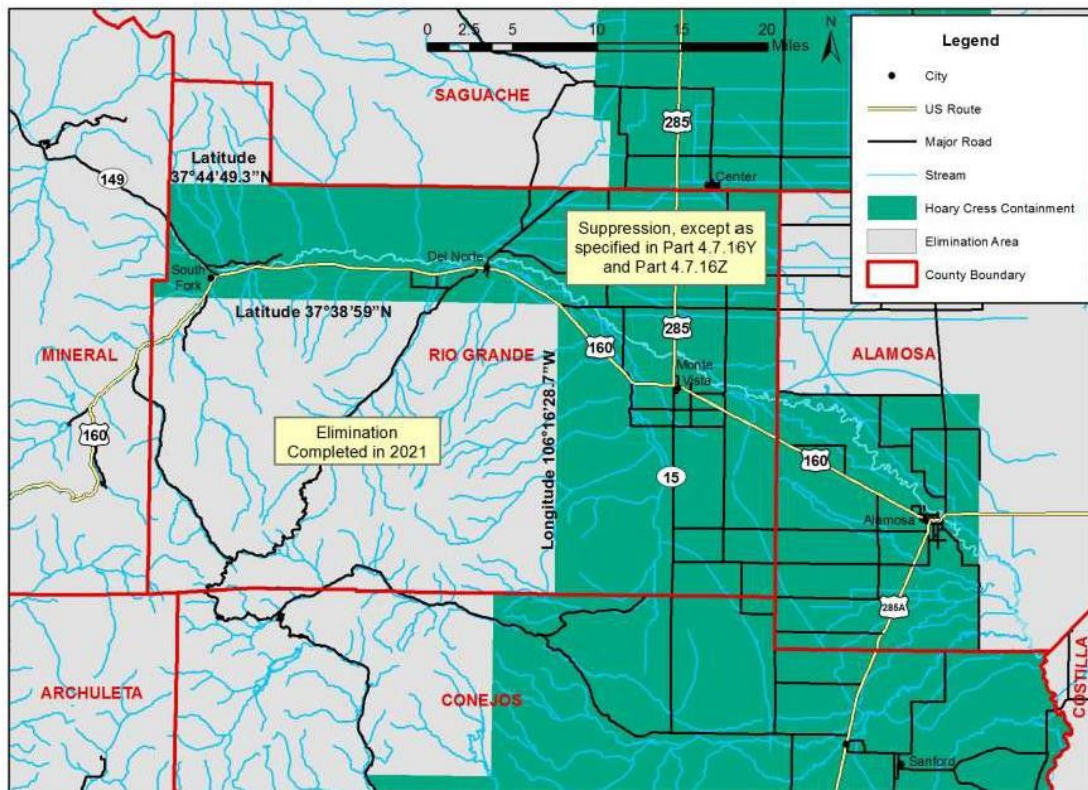 0 2.5 5 10 15 20
Miles
N
Legend
City
US Route
Major Road
Stream
Hoary Cress Containment
Elimination Area
County Boundary
SAGUACHE
285
Latitude
37°44'49.3"N
149
Center
Suppression, except as
specified in Part 4.7.16Y
and Part 4.7.16Z
Del Norte
South
Fork
Latitude 37°38'59"N
285
160
MINERAL
RIO GRANDE
ALAMOSA
Longitude 106°16'28.7"W
Monte
Vista
160
Elimination
Completed in 2021
15
160
Alamosa
285A
ARCHULETA
CONEJOS
COSTILLA
Sanford